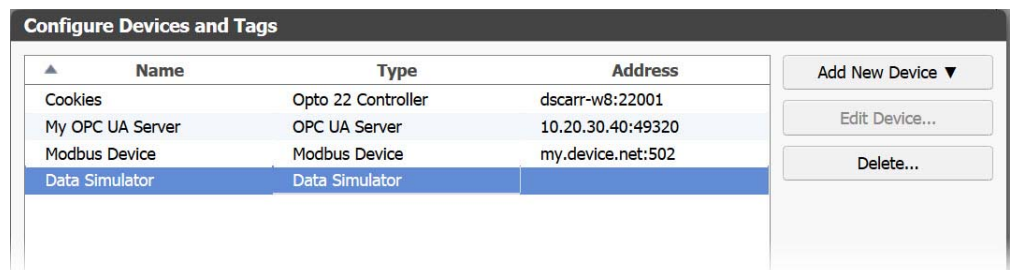 Configure Devices and Tags
▲ Name Type Address
Cookies Opto 22 Controller dscarr-w8:22001
My OPC UA Server OPC UA Server 10.20.30.40:49320
Modbus Device Modbus Device my.device.net:502
Data Simulator Data Simulator
Add New Device ▼
Edit Device...
Delete...